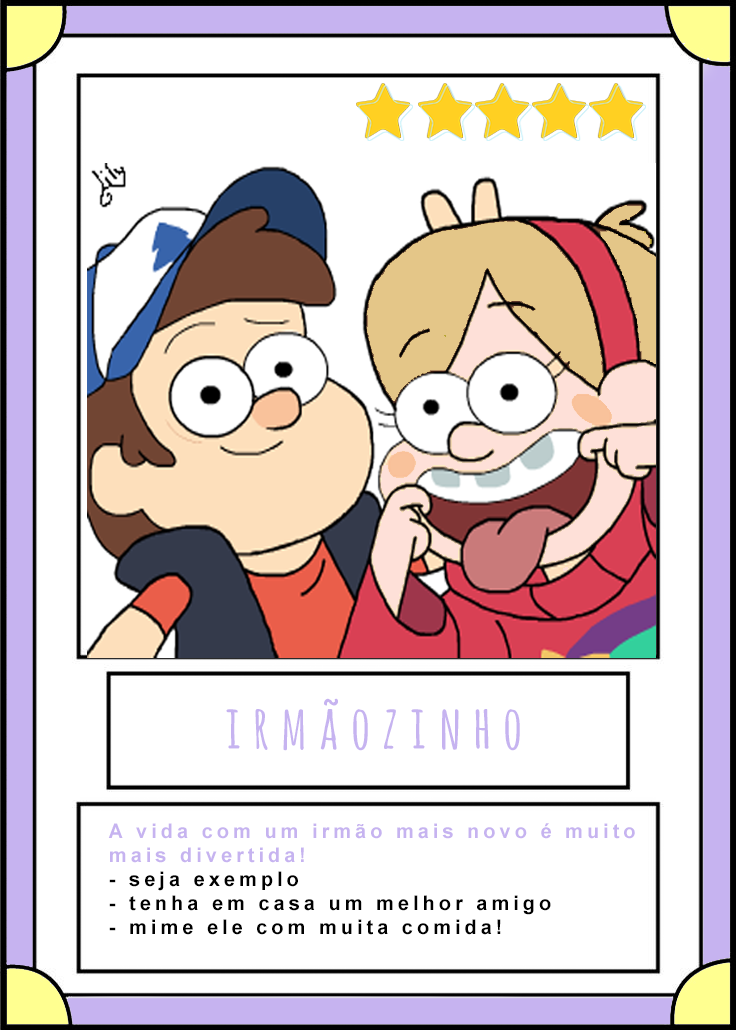 irmãozinho
A vida com um irmão mais novo é muito
mais divertida!
- seja exemplo
- tenha em casa um melhor amigo
- mime ele com muita comida!